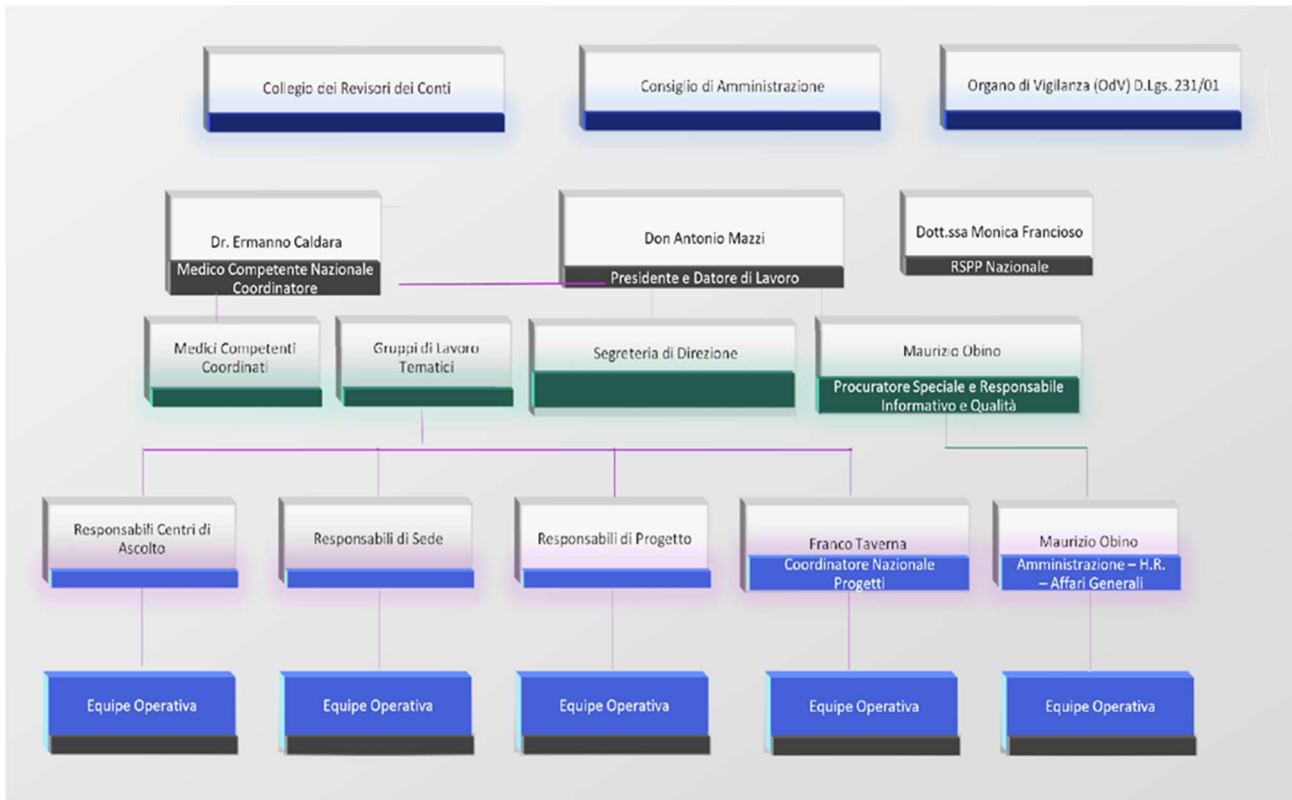 Collegio dei Revisori dei Conti
Consiglio di Amministrazione
Organo di Vigilanza (OdV) D.Lgs. 231/01
Dr. Ermanno Caldara
Medico Competente Nazionale
Coordinatore
Don Antonio Mazzi
Presidente e Datore di Lavoro
Dott.ssa Monica Francioso
RSPP Nazionale
Medici Competenti
Coordinati
Gruppi di Lavoro
Tematici
Segreteria di Direzione
Maurizio Obino
Procuratore Speciale e Responsabile
Informativo e Qualità
Responsabili Centri di
Ascolto
Responsabili di Sede
Responsabili di Progetto
Franco Taverna
Coordinatore Nazionale
Progetti
Maurizio Obino
Amministrazione – H.R.
– Affari Generali
Equipe Operativa
Equipe Operativa
Equipe Operativa
Equipe Operativa
Equipe Operativa